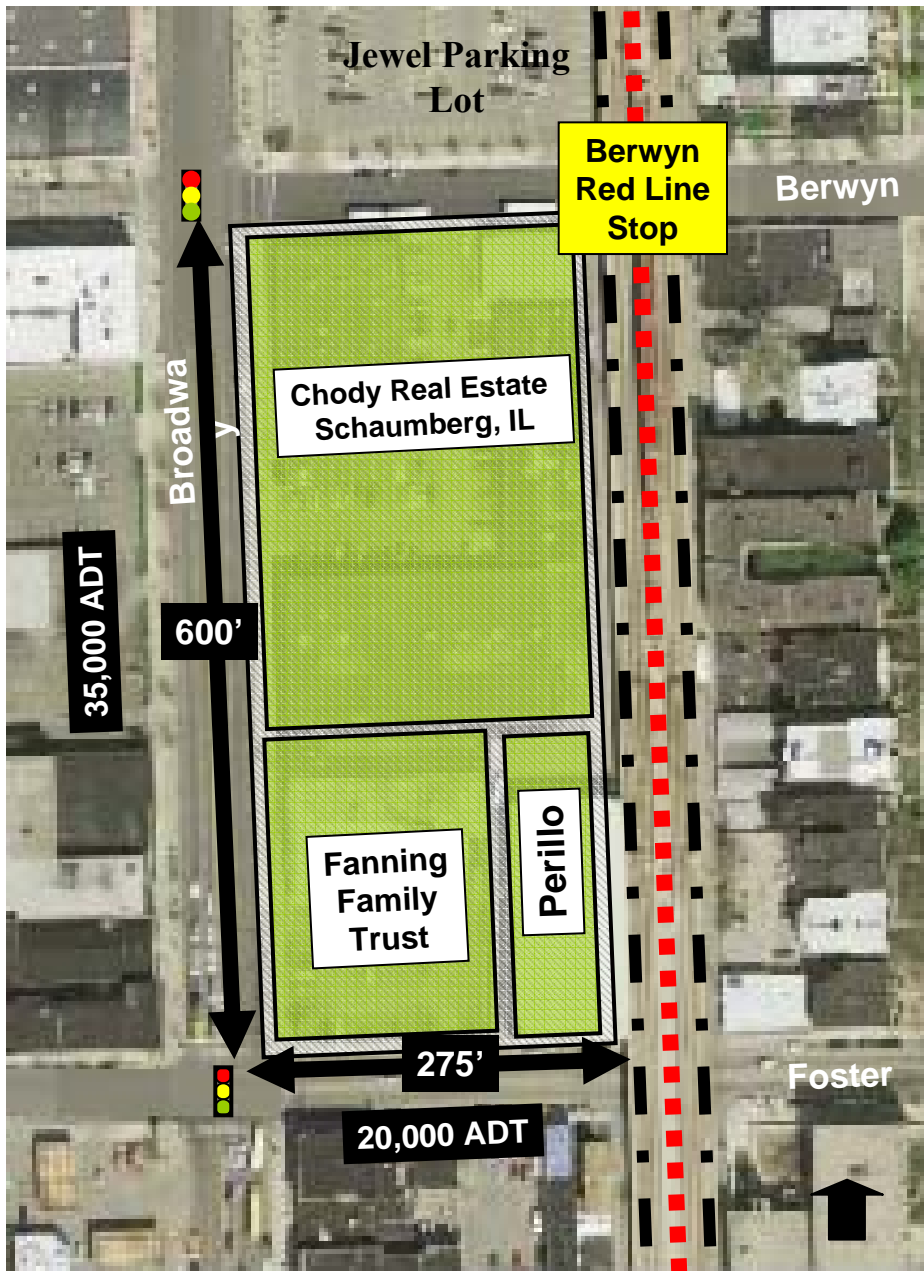 Jewel Parking
Lot
Berwyn
Red Line
Stop
Berwyn
Chody Real Estate
Schaumberg, IL
Broadwa
y
35,000 ADT
600’
Fanning
Family
Trust
Perillo
275’
Foster
20,000 ADT